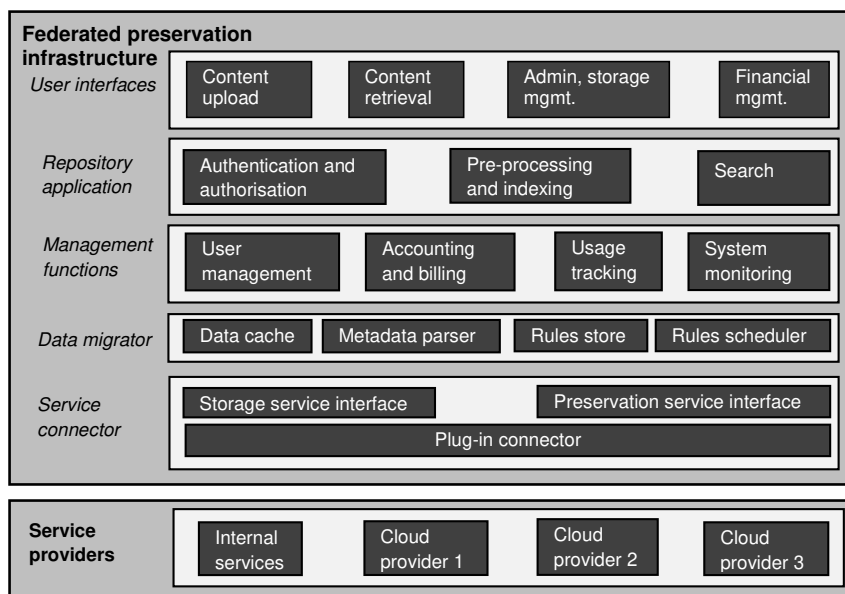 Federated preservation
infrastructure
User interfaces
Content
upload
Content
retrieval
Admin, storage
mgmt.
Financial
mgmt.
Repository
application
Authentication and
authorisation
Pre-processing
and indexing
Search
Management
functions
User
management
Accounting
and billing
Usage
tracking
System
monitoring
Data migrator
Data cache
Metadata parser
Rules store
Rules scheduler
Service
connector
Storage service interface
Preservation service interface
Plug-in connector
Service
providers
Internal
services
Cloud
provider 1
Cloud
provider 2
Cloud
provider 3